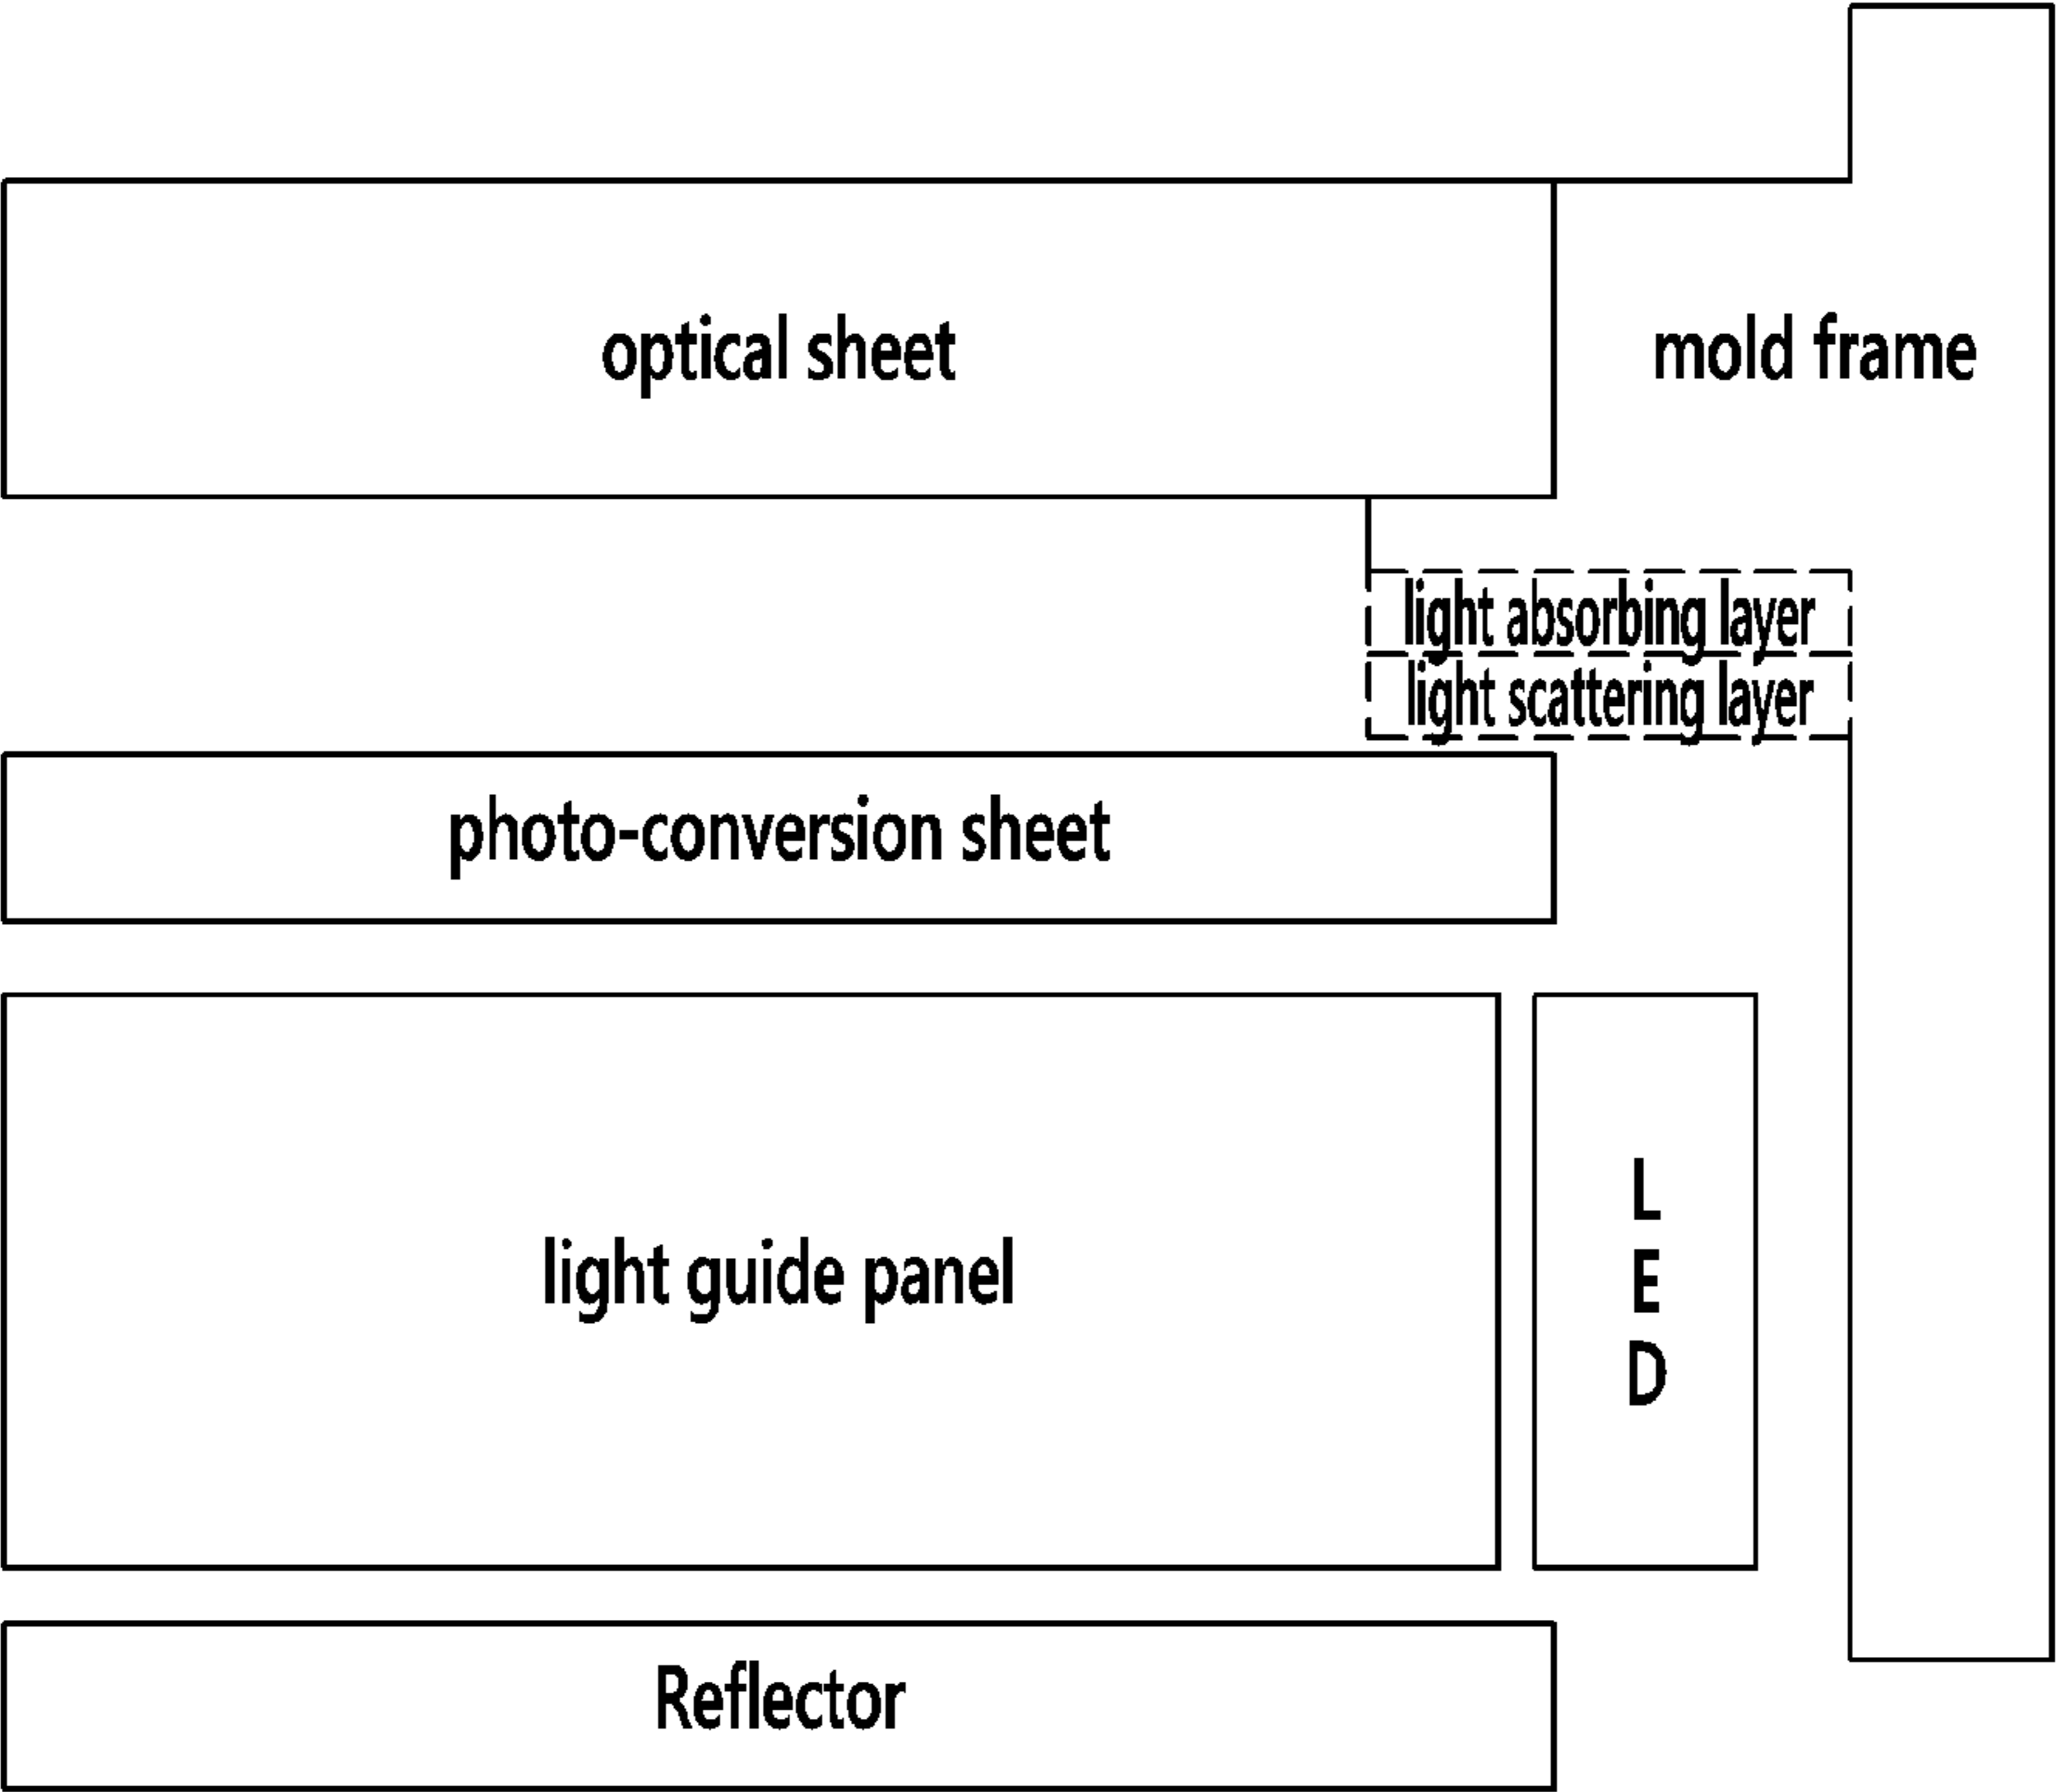 optical sheet
mold frame
light absorbing layer
light scattering layer
photo-conversion sheet
light guide panel
L
E
D
Reflector